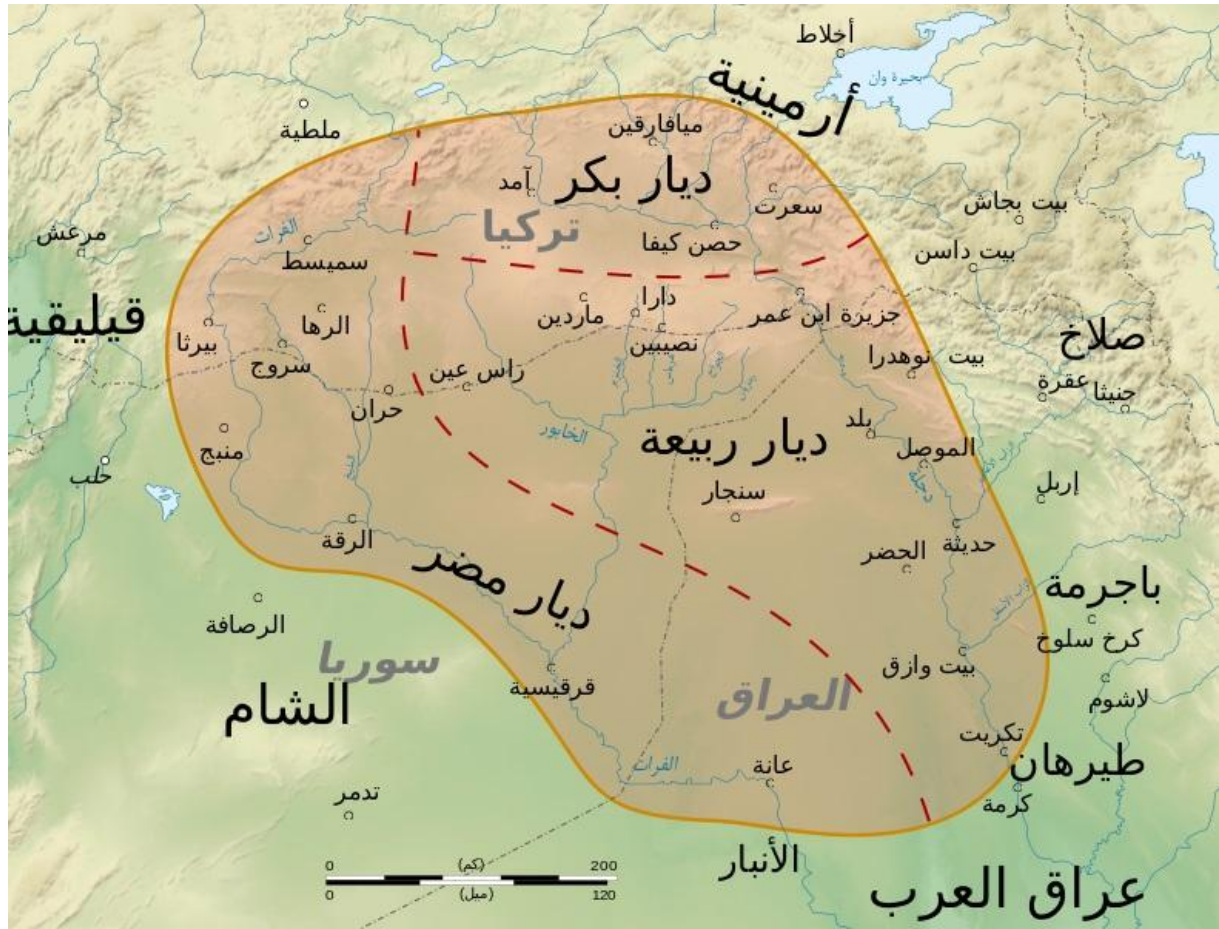 أخلاط
بحيرة وان
أرمينية
ملطية
ميافارقين
ديار بكر
آمد
سعرت
بيت بجاش
تركيا
حصن كيفا
مرعش
الفرات
سميسط
بيت داسن
قيليقية
دارا
ماردين
جزيرة ابن عمر
الرها
بيرثا
نصيبين
صلاخ
سروج
بيت نوهدرا
راس عين
حران
عقرة
جنيثا
منبج
الخابور
ديار ربيعة
بلد
الموصل
حلب
دجلة
سنجار
إربل
الرقة
حديثة
الحضر
ديار مضر
باجرمة
الرصافة
كرخ سلوخ
سوريا
بيت وازق
قرقيسية
العراق
لاشوم
الشام
تكريت
طيرهان
الفرات
عانة
تدمر
كرمة
الأنبار
0 (كم) 200
0 (ميل) 120
عراق العرب